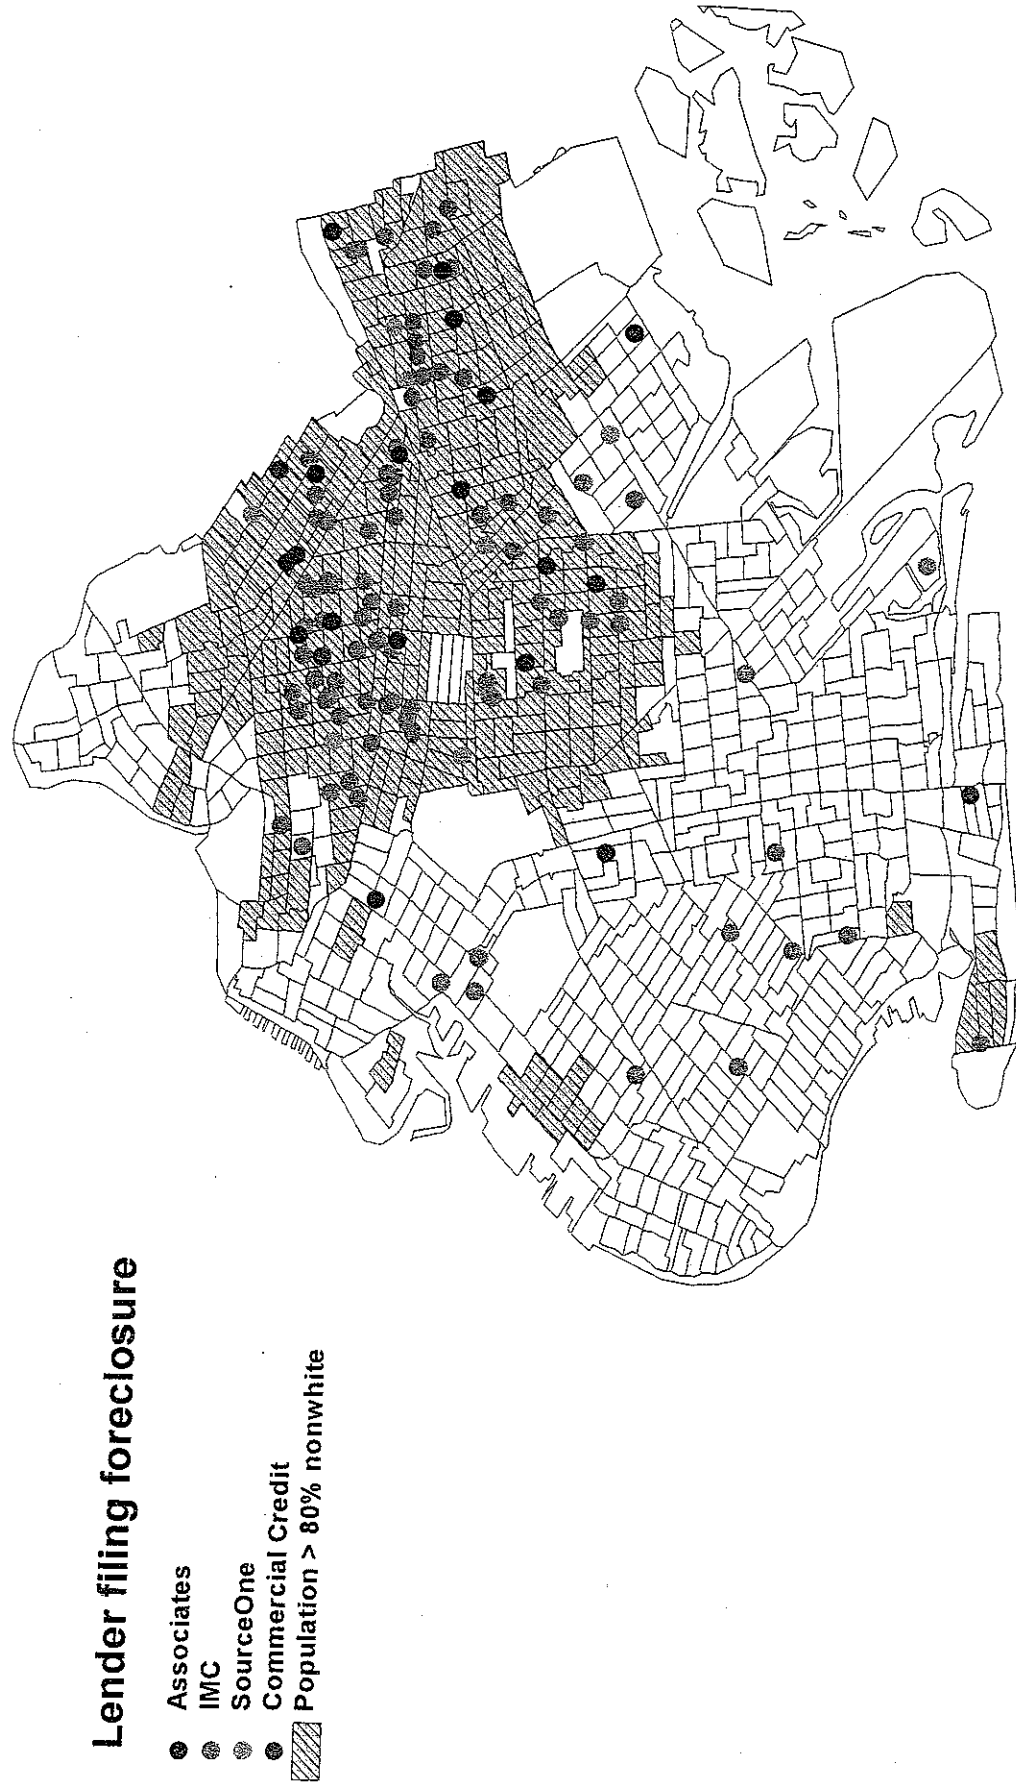 Lender filing foreclosure
Associates
IMC
SourceOne
Commercial Credit
Population > 80% nonwhite